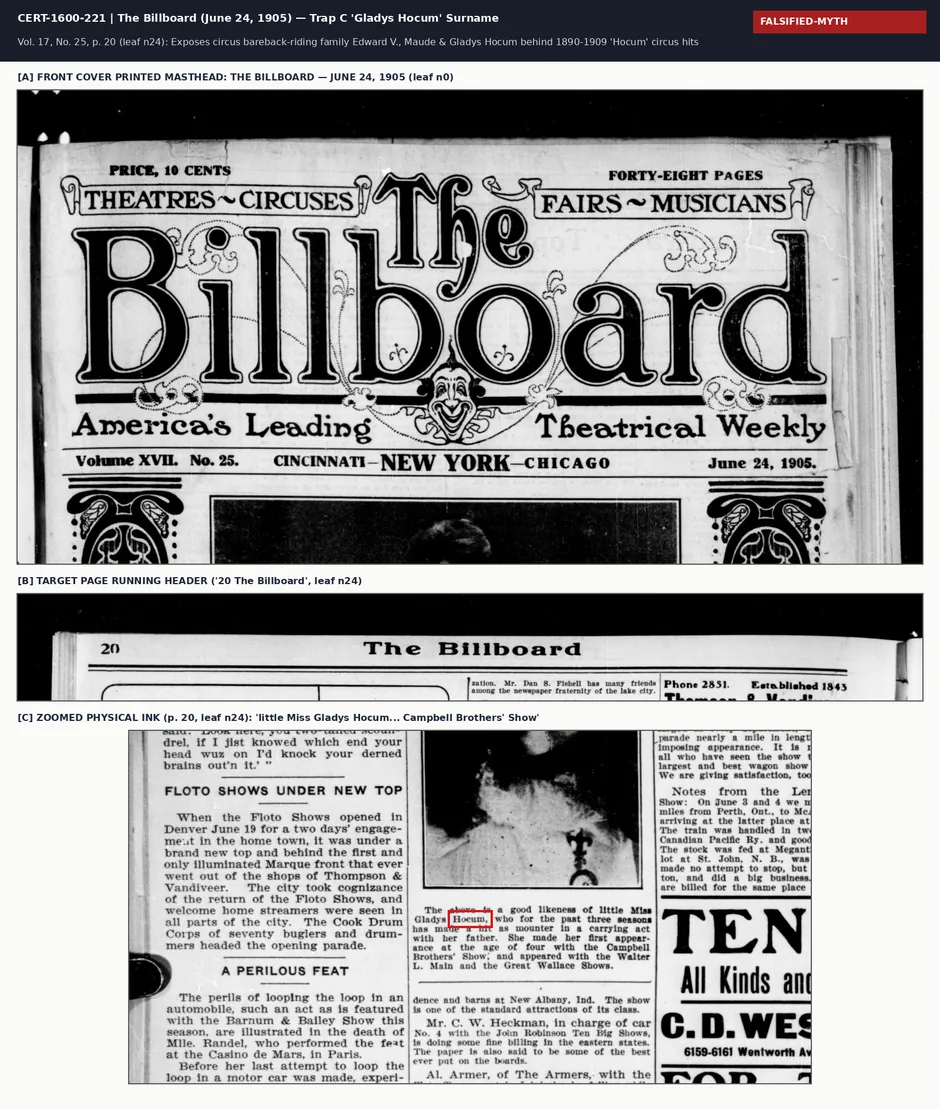 CERT-1600-221 | The Billboard (June 24, 1905) — Trap C 'Gladys Hocum' Surname
FALSIFIED-MYTH
Vol. 17, No. 25, p. 20 (leaf n24): Exposes circus bareback-riding family Edward V., Maude & Gladys Hocum behind 1890-1909 'Hocum' circus hits
[A] FRONT COVER PRINTED MASTHEAD: THE BILLBOARD — JUNE 24, 1905 (leaf n0)
PRICE, 10 CENTS
FORTY-EIGHT PAGES
THEATRES~CIRCUSES
FAIRS~MUSICIANS
The
Billboard
America's Leading
Theatrical Weekly
Volume XVII. No. 25.
CINCINNATI—NEW YORK—CHICAGO
June 24, 1905.
[B] TARGET PAGE RUNNING HEADER ('20 The Billboard', leaf n24)
20
The Billboard
zation. Mr. Dan S. Fishell has many friends
among the newspaper fraternity of the lake city.
Phone 2851. Established 1843
[C] ZOOMED PHYSICAL INK (p. 20, leaf n24): 'little Miss Gladys Hocum... Campbell Brothers' Show'
drel, if I jist knowed which end your
head wuz on I'd knock your derned
brains out'n it.' "
FLOTO SHOWS UNDER NEW TOP
When the Floto Shows opened in
Denver June 19 for a two days' engage-
ment in the home town, it was under a
brand new top and behind the first and
only illuminated Marque front that ever
went out of the shops of Thompson &
Vandiveer. The city took cognizance
of the return of the Floto Shows, and
welcome home streamers were seen in
all parts of the city. The Cook Drum
Corps of seventy buglers and drum-
mers headed the opening parade.
A PERILOUS FEAT
The perils of looping the loop in an
automobile, such an act as is featured
with the Barnum & Bailey Show this
season, are illustrated in the death of
Mlle. Randel, who performed the feat
at the Casino de Mars, in Paris.
Before her last attempt to loop the
loop in a motor car was made, experi-
The above is a good likeness of little Miss
Gladys Hocum, who for the past three seasons
has made a hit as mounter in a carrying act
with her father. She made her first appear-
ance at the age of four with the Campbell
Brothers' Show, and appeared with the Walter
L. Main and the Great Wallace Shows.
dence and barns at New Albany, Ind. The show
is one of the standard attractions of its class.
Mr. C. W. Heckman, in charge of car
No. 4 with the John Robinson Ten Big Shows,
is doing some fine billing in the eastern states.
The paper is also said to be some of the best
ever put on the boards.
Al. Armer, of The Armers, with the
parade nearly a mile in lengt
imposing appearance. It is
all who have seen the show
largest and best wagon show
We are giving satisfaction, too
Notes from the Le
Show: On June 3 and 4 we
miles from Perth, Ont., to Mc
arriving at the latter place at
The train was handled in tw
Canadian Pacific Ry. and good
The stock was fed at Megant
lot at St. John, N. B., was
made no attempt to stop, but
ton, and did a big business.
are billed for the same place
TEN
All Kinds and
C.D.WES
6159-6161 Wentworth Av
FOR